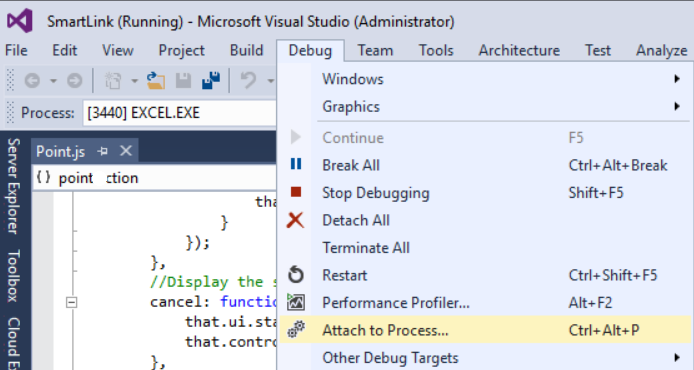 SmartLink (Running) - Microsoft Visual Studio (Administrator)
File Edit View Project Build Debug Team Tools Architecture Test Analyze
Process: [3440] EXCEL.EXE
Server Explorer
Toolbox
Cloud Ex
Point.js
{} point ction
tha
}
});
},
//Display the s
cancel: functio
that.ui.sta
that.contro
},
Windows
Graphics
Continue F5
Break All Ctrl+Alt+Break
Stop Debugging Shift+F5
Detach All
Terminate All
Restart Ctrl+Shift+F5
Performance Profiler... Alt+F2
Attach to Process... Ctrl+Alt+P
Other Debug Targets